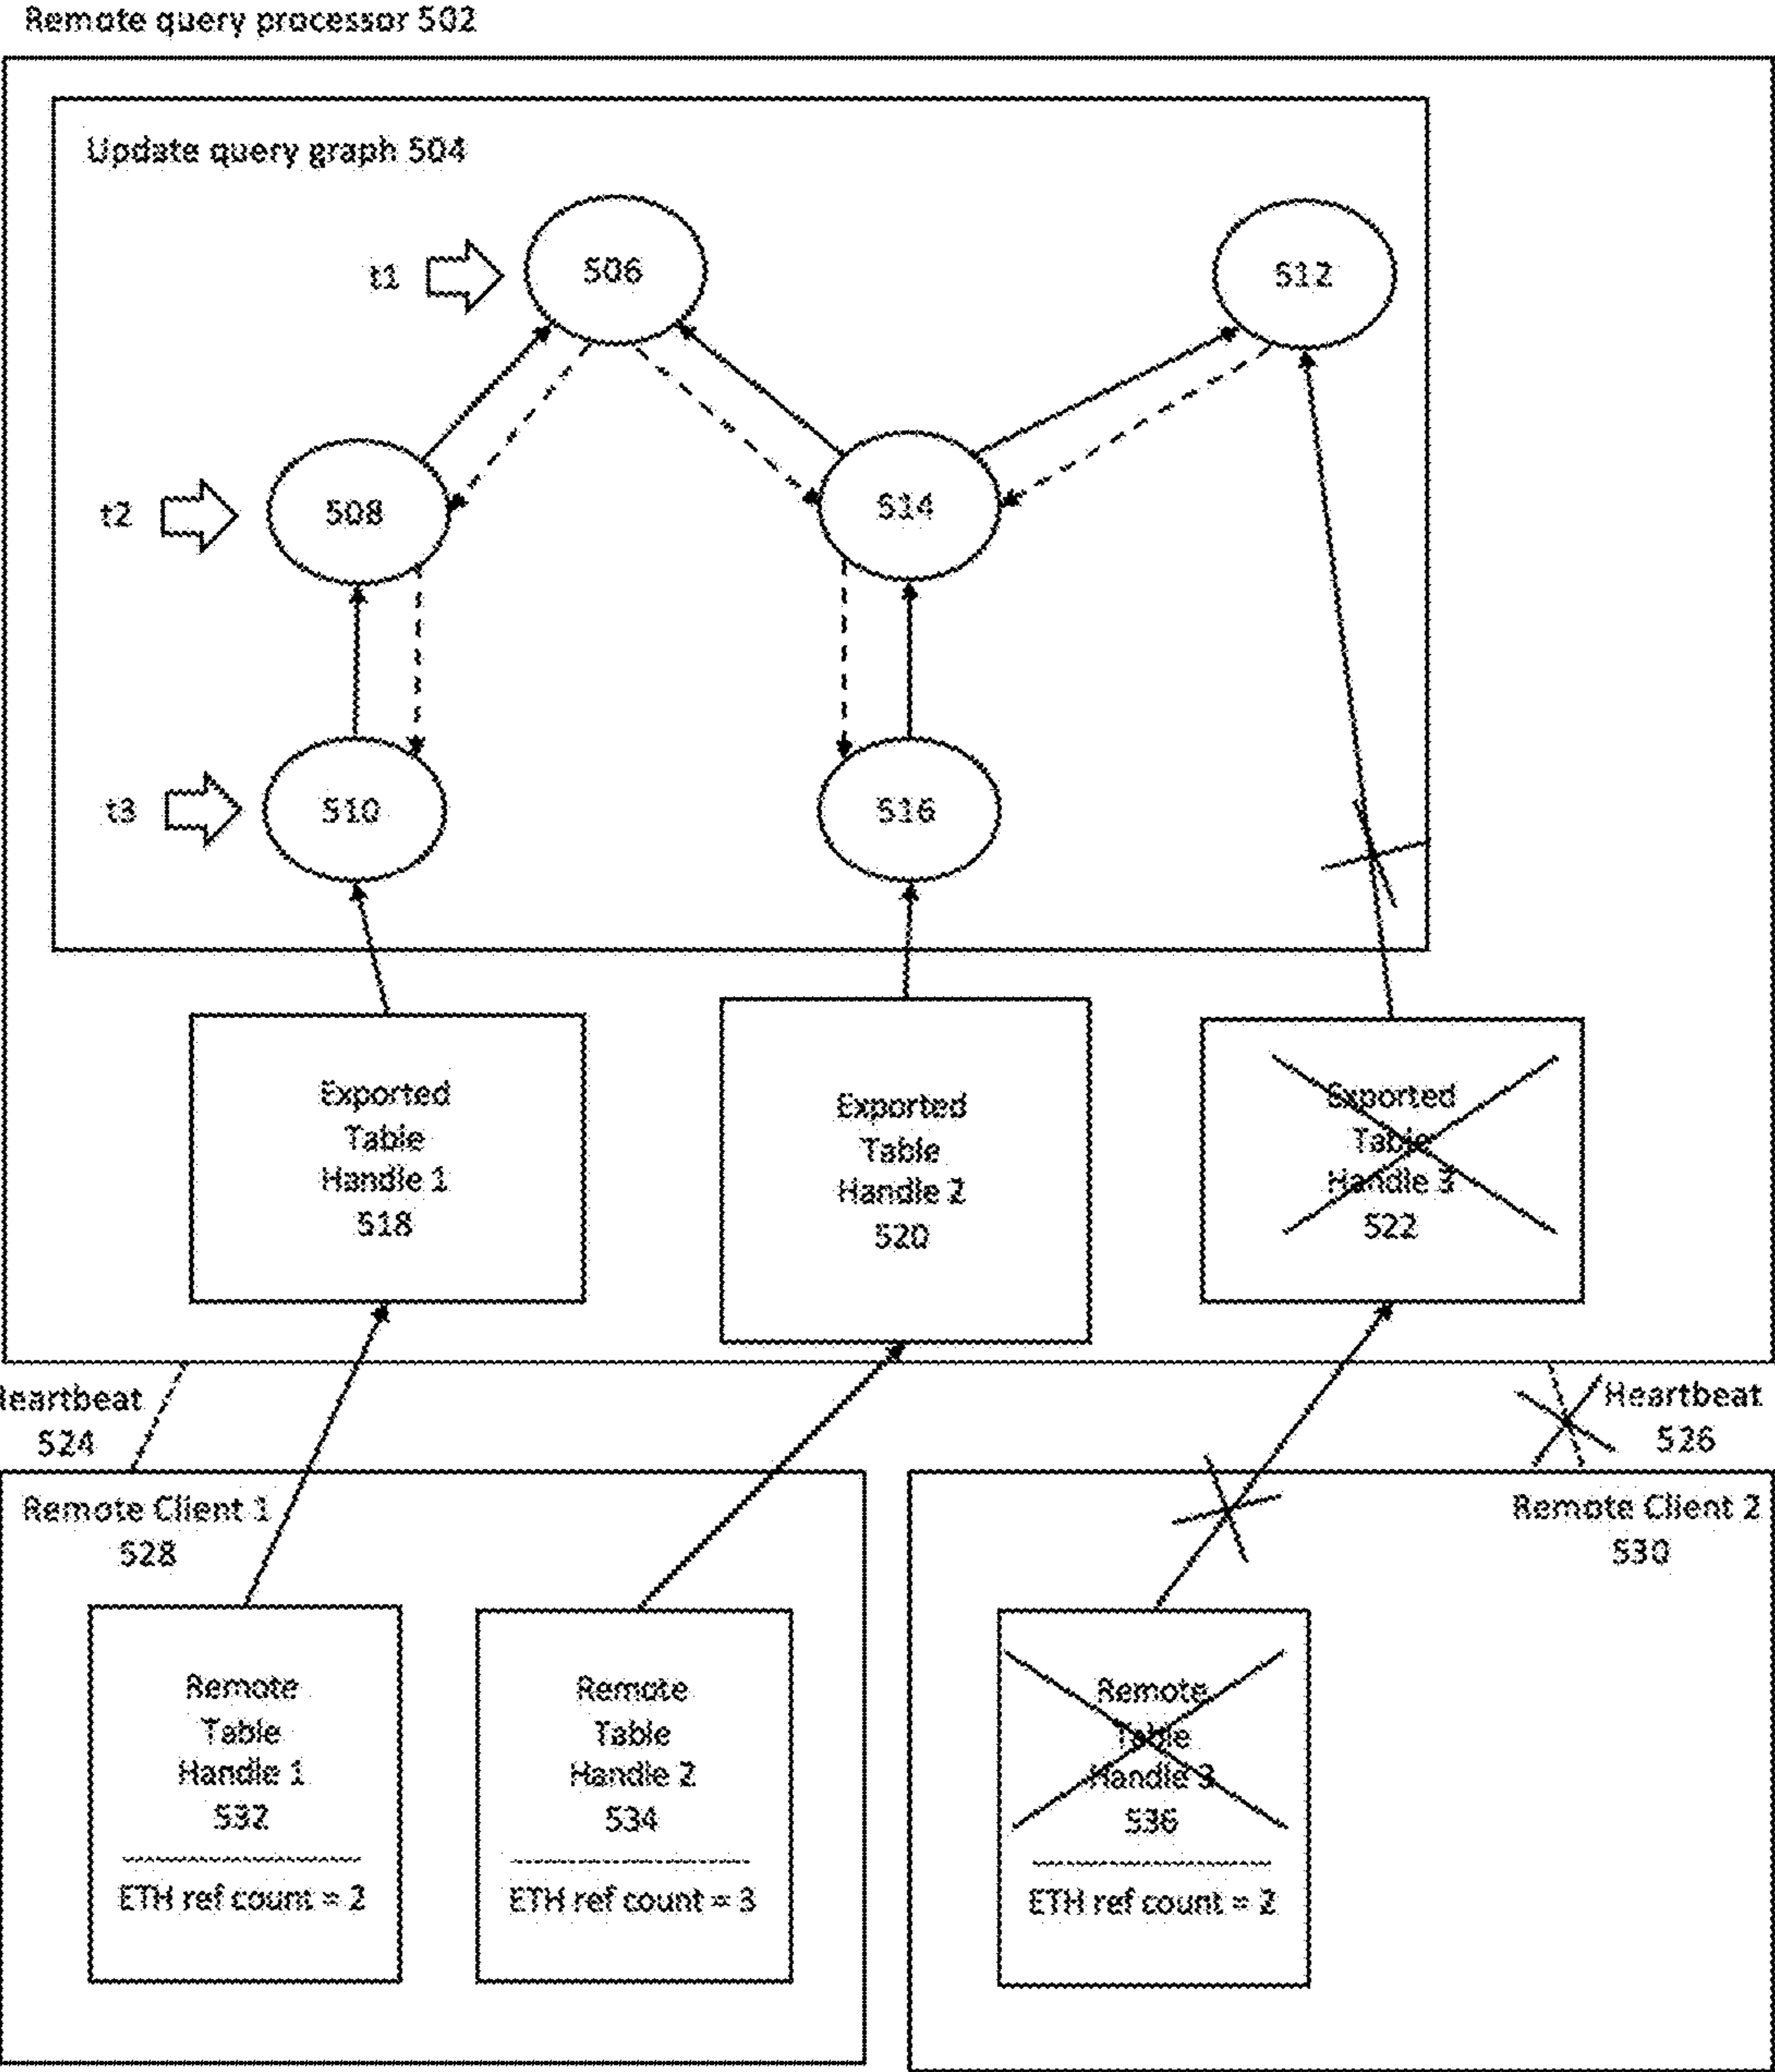 Remote query processor 502
Update query graph 504
t1
506
512
t2
508
514
t3
510
516
Exported
Table
Handle 1
518
Exported
Table
Handle 2
520
Exported
Table
Handle 3
522
Heartbeat
524
Heartbeat
526
Remote Client 1
528
Remote Client 2
530
Remote
Table
Handle 1
532
ETH ref count = 2
Remote
Table
Handle 2
534
ETH ref count = 3
Remote
Table
Handle 3
536
ETH ref count = 2